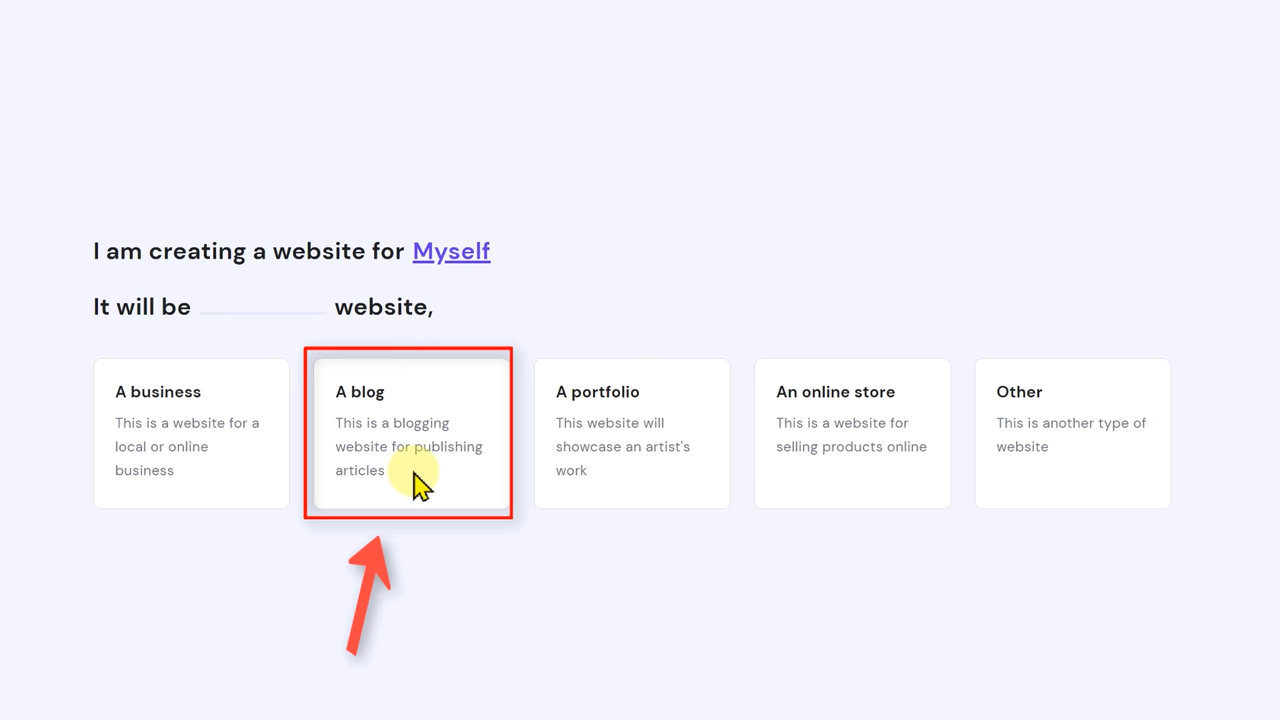 I am creating a website for Myself
It will be website,
A business
This is a website for a
local or online
business
A blog
This is a blogging
website for publishing
articles
A portfolio
This website will
showcase an artist's
work
An online store
This is a website for
selling products online
Other
This is another type of
website